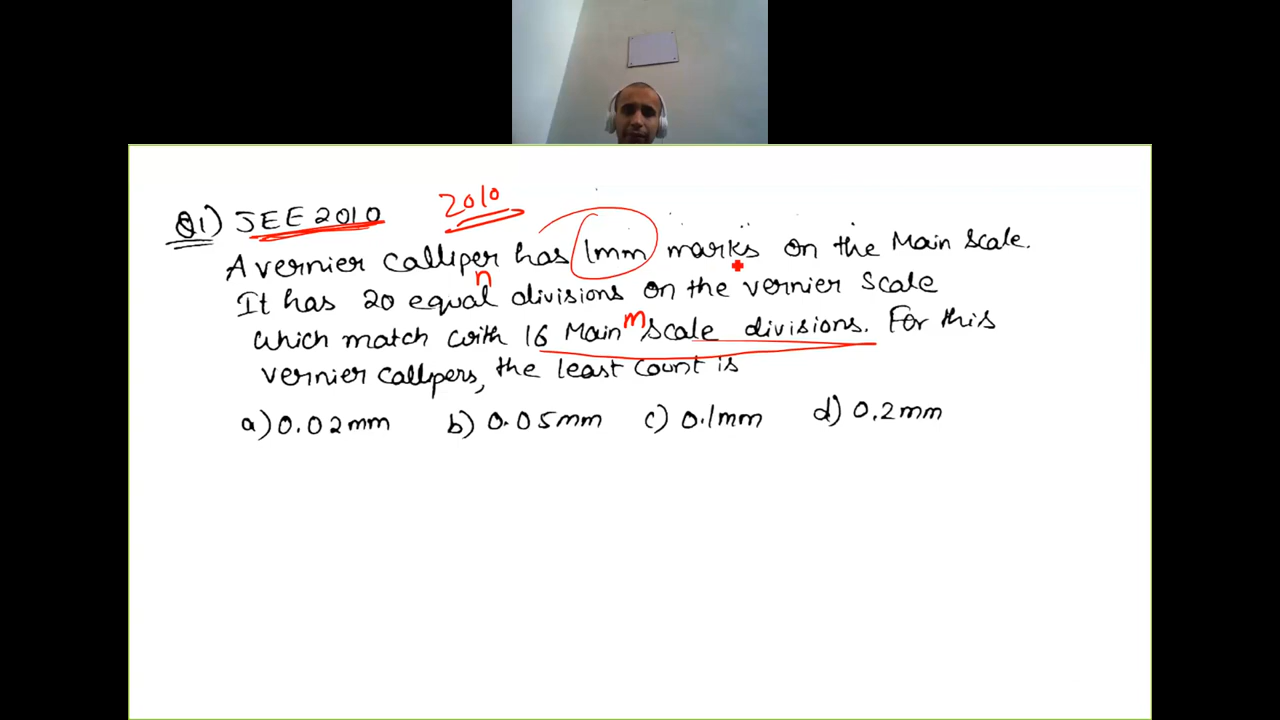 Q1) JEE 2010 2010
A vernier calliper has 1mm marks on the Main Scale.
n
It has 20 equal divisions on the vernier scale
which match with 16 Main m scale divisions. For this
vernier callipers, the least count is
a) 0.02mm b) 0.05mm c) 0.1mm d) 0.2mm